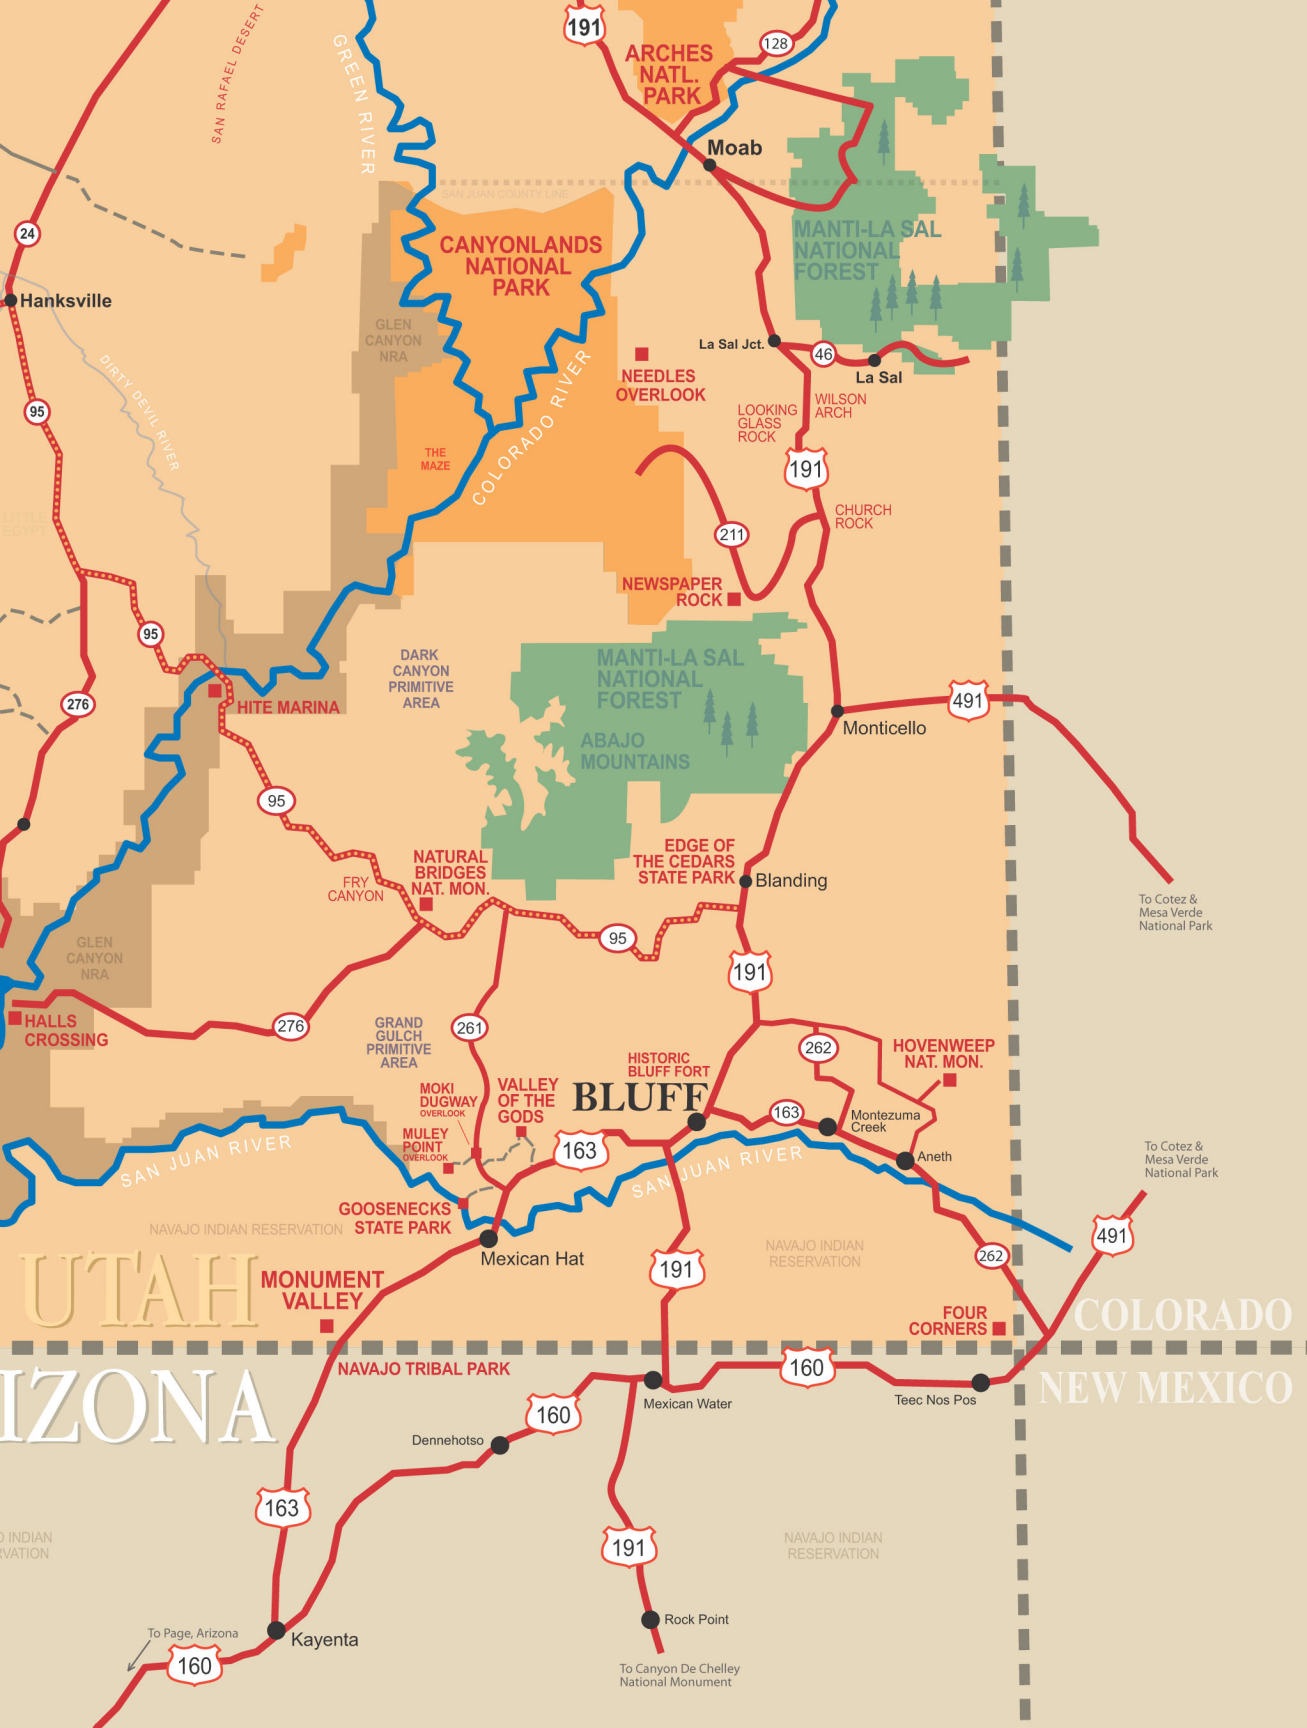 191
128
ARCHES
NATL.
PARK
SAN RAFAEL DESERT
GREEN RIVER
Moab
SAN JUAN COUNTY LINE
24
MANTI-LA SAL
NATIONAL
FOREST
CANYONLANDS
NATIONAL
PARK
Hanksville
GLEN
CANYON
NRA
La Sal Jct.
46
La Sal
NEEDLES
OVERLOOK
DIRTY DEVIL RIVER
COLORADO RIVER
95
LOOKING
GLASS
ROCK
WILSON
ARCH
THE
MAZE
191
LITTLE
EGYPT
CHURCH
ROCK
211
NEWSPAPER
ROCK
95
DARK
CANYON
PRIMITIVE
AREA
MANTI-LA SAL
NATIONAL
FOREST
276
HITE MARINA
491
Monticello
ABAJO
MOUNTAINS
95
NATURAL
BRIDGES
NAT. MON.
EDGE OF
THE CEDARS
STATE PARK
Blanding
FRY
CANYON
To Cotez &
Mesa Verde
National Park
GLEN
CANYON
NRA
95
191
HALLS
CROSSING
276
GRAND
GULCH
PRIMITIVE
AREA
261
262
HOVENWEEP
NAT. MON.
HISTORIC
BLUFF FORT
BLUFF
MOKI
DUGWAY
OVERLOOK
VALLEY
OF THE
GODS
163
Montezuma
Creek
MULEY
POINT
OVERLOOK
163
Aneth
To Cotez &
Mesa Verde
National Park
SAN JUAN RIVER
SAN JUAN RIVER
GOOSENECKS
STATE PARK
NAVAJO INDIAN RESERVATION
Mexican Hat
NAVAJO INDIAN
RESERVATION
491
262
191
UTAH
MONUMENT
VALLEY
FOUR
CORNERS
COLORADO
NAVAJO TRIBAL PARK
160
IZONA
NEW MEXICO
Mexican Water
Teec Nos Pos
160
Dennehotso
163
INDIAN
VATION
191
NAVAJO INDIAN
RESERVATION
Rock Point
To Page, Arizona
Kayenta
160
To Canyon De Chelley
National Monument